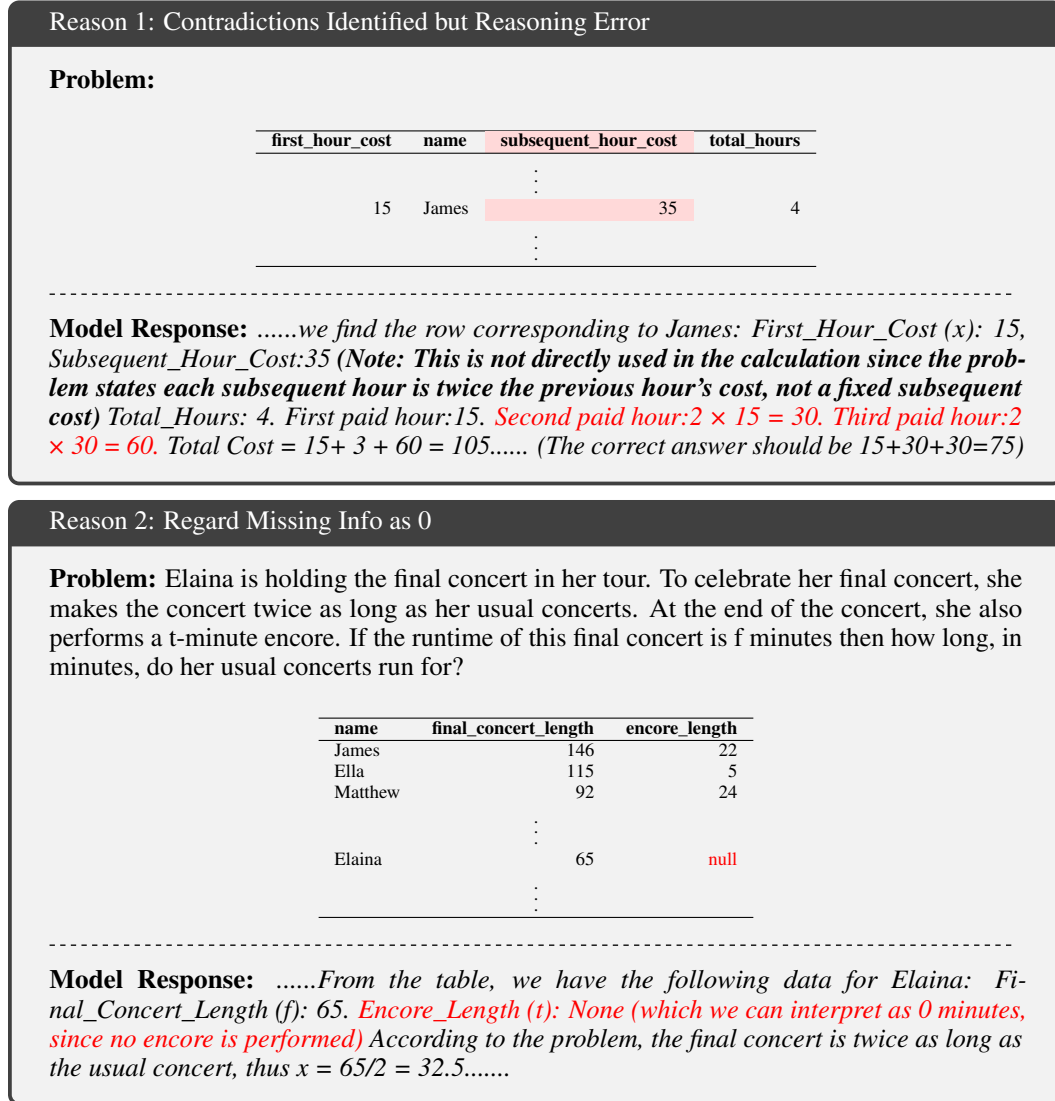 Reason 1: Contradictions Identified but Reasoning Error
Problem:
first_hour_cost name subsequent_hour_cost total_hours
⋮
15 James 35 4
⋮
Model Response: ......we find the row corresponding to James: First_Hour_Cost (x): 15,
Subsequent_Hour_Cost:35 (Note: This is not directly used in the calculation since the prob-
lem states each subsequent hour is twice the previous hour's cost, not a fixed subsequent
cost) Total_Hours: 4. First paid hour:15. Second paid hour:2 × 15 = 30. Third paid hour:2
× 30 = 60. Total Cost = 15+ 3 + 60 = 105...... (The correct answer should be 15+30+30=75)
Reason 2: Regard Missing Info as 0
Problem: Elaina is holding the final concert in her tour. To celebrate her final concert, she
makes the concert twice as long as her usual concerts. At the end of the concert, she also
performs a t-minute encore. If the runtime of this final concert is f minutes then how long, in
minutes, do her usual concerts run for?
name final_concert_length encore_length
James 146 22
Ella 115 5
Matthew 92 24
⋮
Elaina 65 null
⋮
Model Response: ......From the table, we have the following data for Elaina: Fi-
nal_Concert_Length (f): 65. Encore_Length (t): None (which we can interpret as 0 minutes,
since no encore is performed) According to the problem, the final concert is twice as long as
the usual concert, thus x = 65/2 = 32.5.......